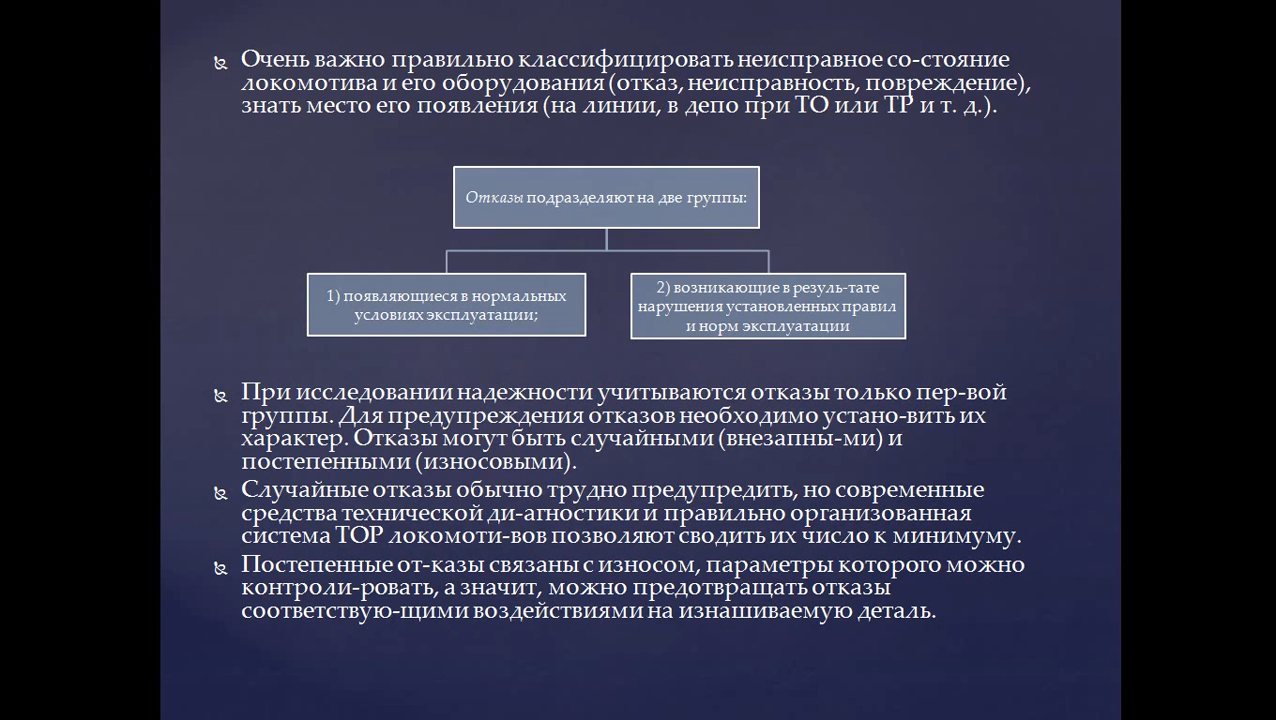 Очень важно правильно классифицировать неисправное со-стояние
локомотива и его оборудования (отказ, неисправность, повреждение),
знать место его появления (на линии, в депо при ТО или ТР и т. д.).
Отказы подразделяют на две группы:
1) появляющиеся в нормальных
условиях эксплуатации;
2) возникающие в резуль-тате
нарушения установленных правил
и норм эксплуатации
При исследовании надежности учитываются отказы только пер-вой
группы. Для предупреждения отказов необходимо устано-вить их
характер. Отказы могут быть случайными (внезапны-ми) и
постепенными (износовыми).
Случайные отказы обычно трудно предупредить, но современные
средства технической ди-агностики и правильно организованная
система ТОР локомоти-вов позволяют сводить их число к минимуму.
Постепенные от-казы связаны с износом, параметры которого можно
контроли-ровать, а значит, можно предотвращать отказы
соответствую-щими воздействиями на изнашиваемую деталь.